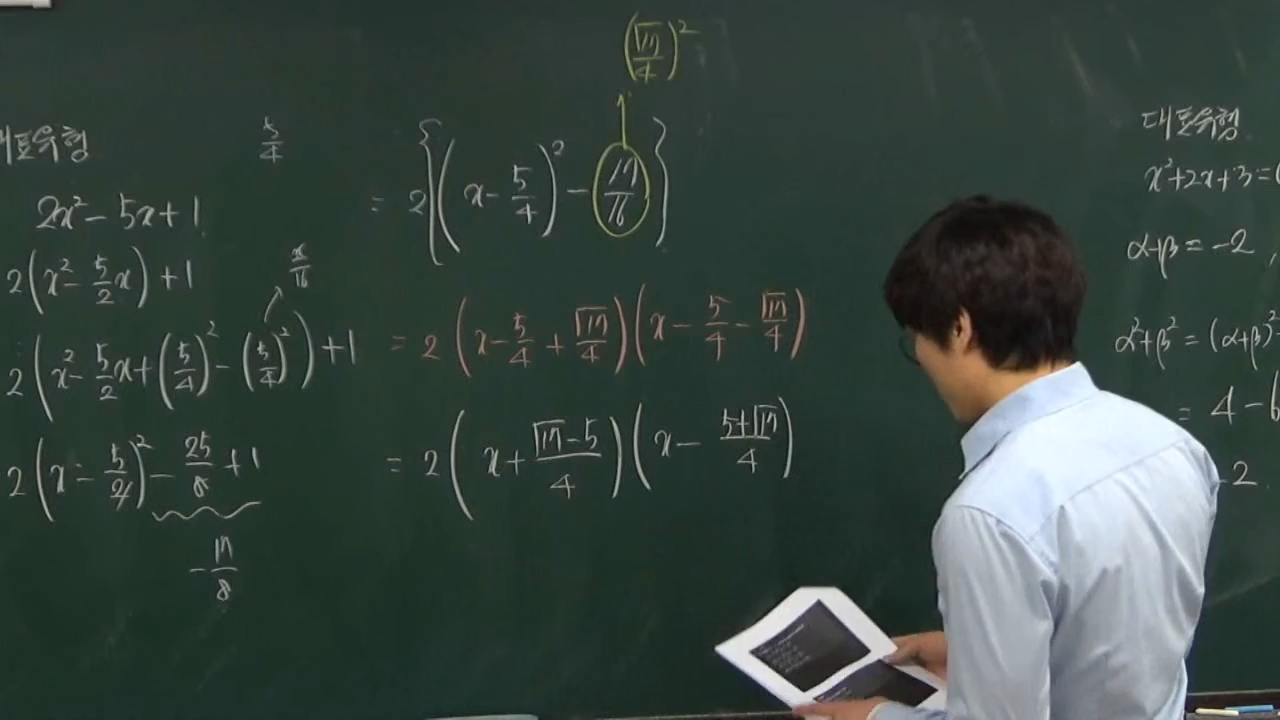 대표유형
5/4
2x² - 5x + 1
2(x² - 5/2 x) + 1
2(x² - 5/2 x + (5/4)² - (5/4)²) + 1
2(x - 5/4)² - 25/8 + 1
- 17/8
(√17/4)²
= 2{(x - 5/4)² - 17/16}
= 2(x - 5/4 + √17/4)(x - 5/4 - √17/4)
= 2(x + √17-5/4)(x - 5+√17/4)
대표유형
x² + 2x + 3 = 
α+β = -2 ,
α²+β² = (α+β)²
= 4 - 6
-2